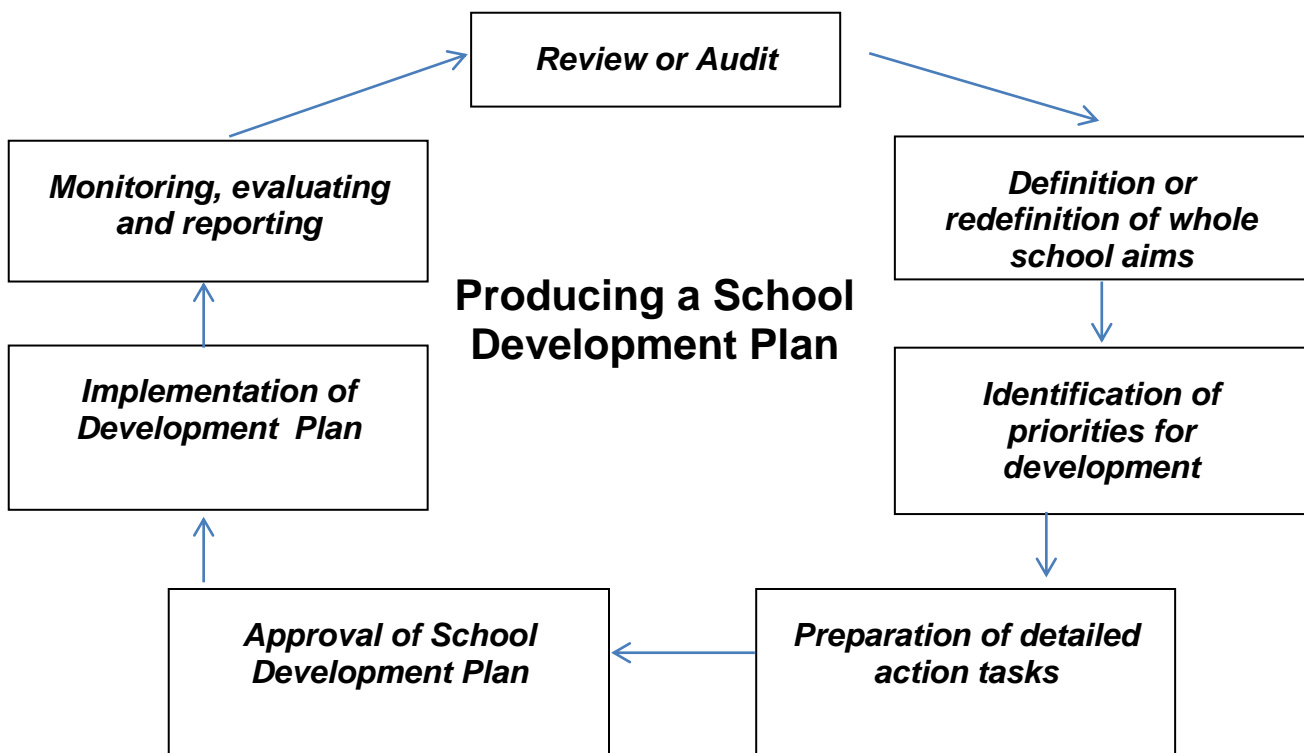 Review or Audit
Monitoring, evaluating
and reporting
Definition or
redefinition of whole
school aims
Producing a School
Development Plan
Implementation of
Development Plan
Identification of
priorities for
development
Approval of School
Development Plan
Preparation of detailed
action tasks